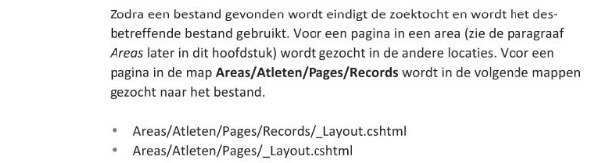 Zodra een bestand gevonden wordt eindigt de zoektocht en wordt het des-
betreffende bestand gebruikt. Voor een pagina in een area (zie de paragraaf
Areas later in dit hoofdstuk) wordt gezocht in de andere locaties. Voor een
pagina in de map Areas/Atleten/Pages/Records wordt in de volgende mappen
gezocht naar het bestand.
• Areas/Atleten/Pages/Records/_Layout.cshtml
• Areas/Atleten/Pages/_Layout.cshtml